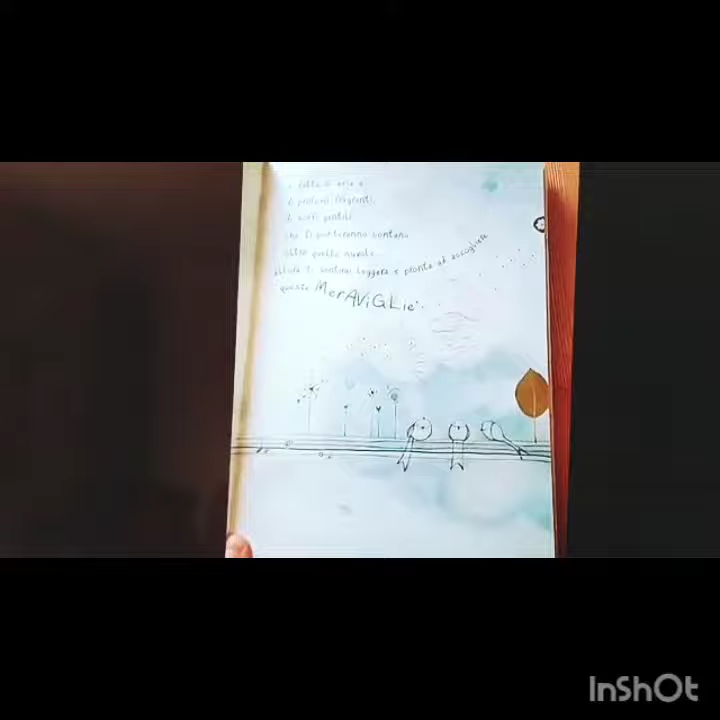 è fatta di aria e
di profumi fragranti,
di soffi gentili
che ti porteranno lontano
oltre quelle nuvole...
allora ti sentirai leggera e pronta ad accogliere
queste MerAViGLie.
InShOt